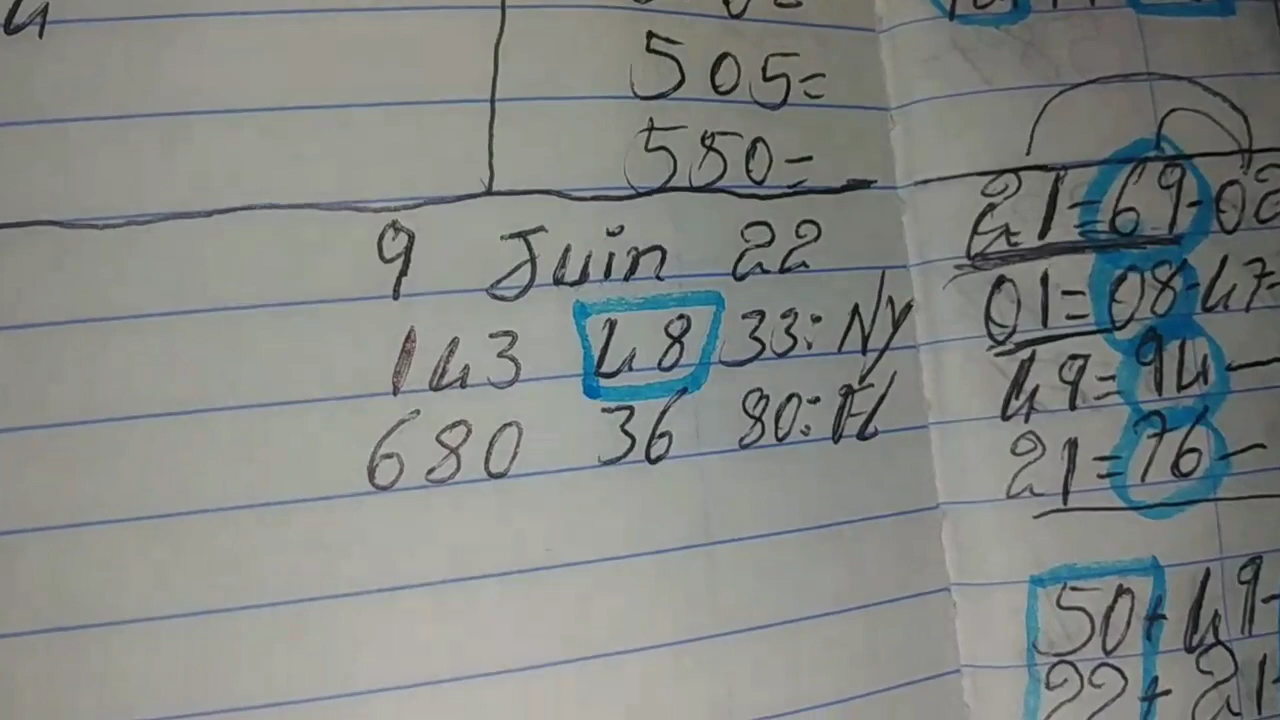 505=
550=
9 Juin 22
143 48 33: Ny
680 36 80: FL
21=69-02
01=08-47-
49=94-
21=76-
50+49-
22+21-